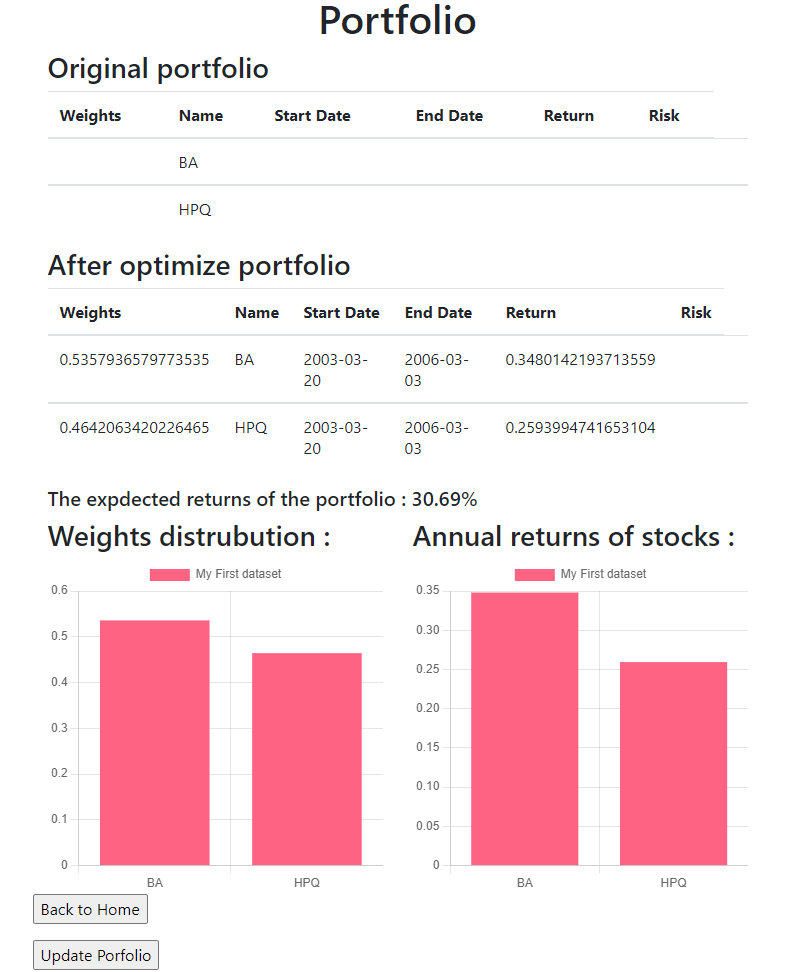 Portfolio
Original portfolio
Weights Name Start Date End Date Return Risk
BA
HPQ
After optimize portfolio
Weights Name Start Date End Date Return Risk
0.5357936579773535 BA 2003-03- 2006-03- 0.3480142193713559
20 03
0.4642063420226465 HPQ 2003-03- 2006-03- 0.2593994741653104
20 03
The expdected returns of the portfolio : 30.69%
Weights distrubution : Annual returns of stocks :
My First dataset My First dataset
0.6 0.35
0.5 0.30
0.4 0.25
0.3 0.20
0.2 0.15
0.1 0.10
0 0.05
0
BA HPQ BA HPQ
Back to Home
Update Porfolio